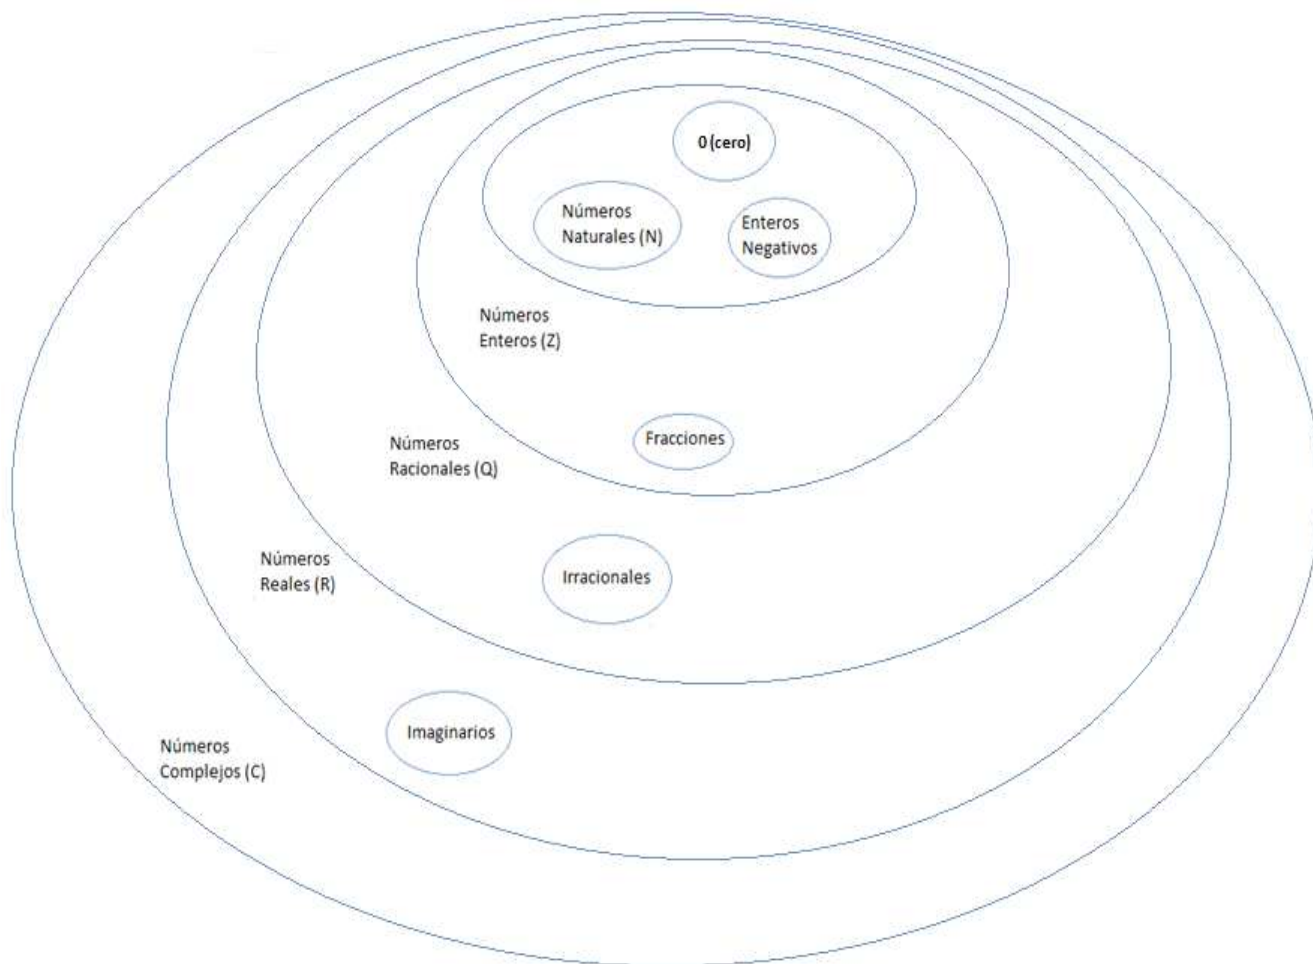 0 (cero)
Números
Naturales (N)
Enteros
Negativos
Números
Enteros (Z)
Fracciones
Números
Racionales (Q)
Números
Reales (R)
Irracionales
Imaginarios
Números
Complejos (C)